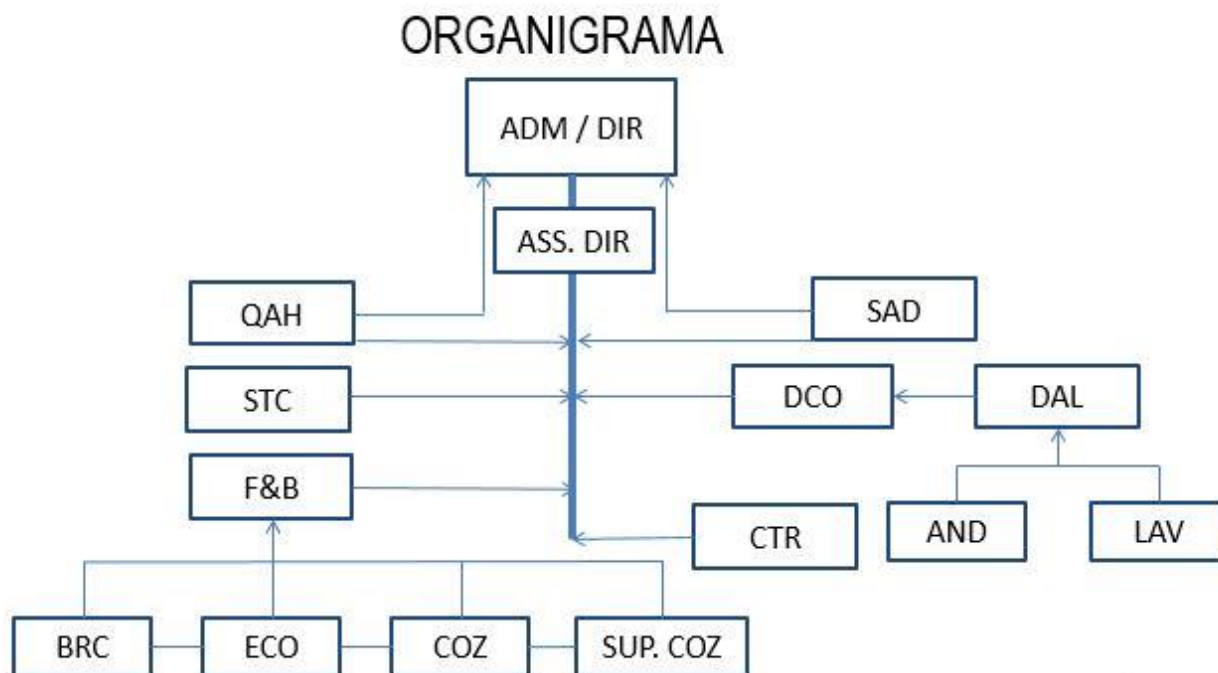 ORGANIGRAMA
ADM / DIR
ASS. DIR
QAH
SAD
STC
DCO
DAL
F&B
CTR
AND
LAV
BRC
ECO
COZ
SUP. COZ